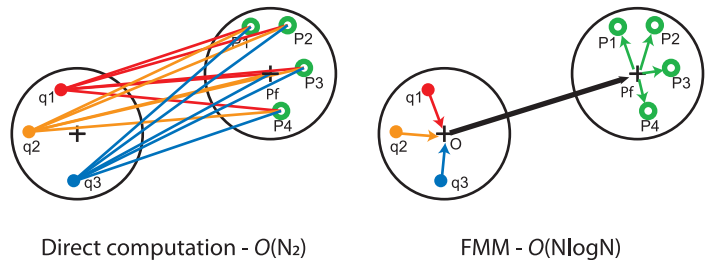 P1
P2
P3
Pf
P4
q1
q2
q3
P1
P2
P3
Pf
P4
q1
q2
O
q3
Direct computation - O(N₂)
FMM - O(NlogN)